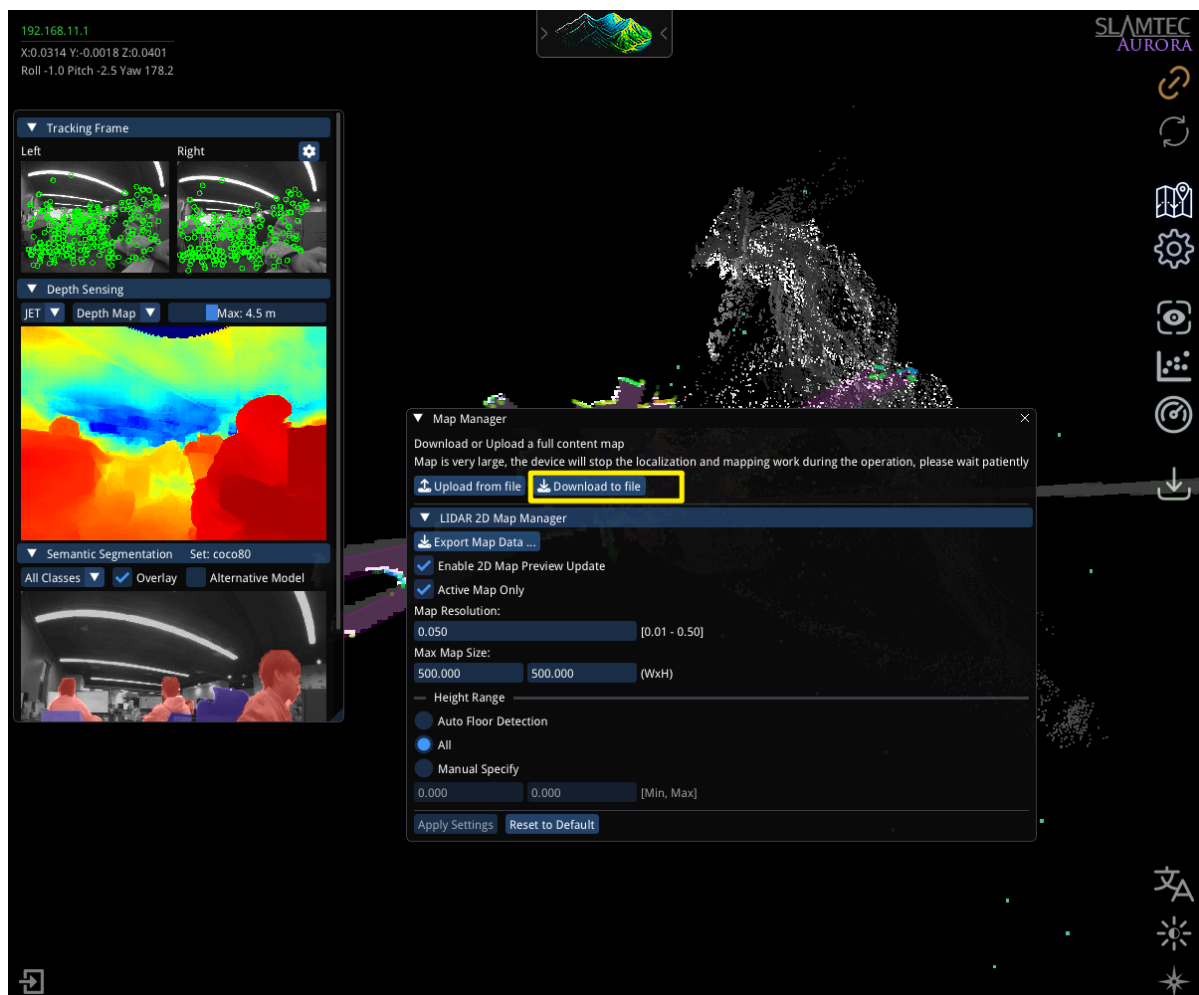 192.168.11.1
X:0.0314 Y:-0.0018 Z:0.0401
Roll -1.0 Pitch -2.5 Yaw 178.2
SLAMTEC
AURORA
Tracking Frame
Left Right
Depth Sensing
JET Depth Map Max: 4.5 m
Semantic Segmentation Set: coco80
All Classes Overlay Alternative Model
Map Manager
Download or Upload a full content map
Map is very large, the device will stop the localization and mapping work during the operation, please wait patiently
Upload from file Download to file
LIDAR 2D Map Manager
Export Map Data ...
Enable 2D Map Preview Update
Active Map Only
Map Resolution:
0.050 [0.01 - 0.50]
Max Map Size:
500.000 500.000 (WxH)
Height Range
Auto Floor Detection
All
Manual Specify
0.000 0.000 [Min, Max]
Apply Settings Reset to Default
文A